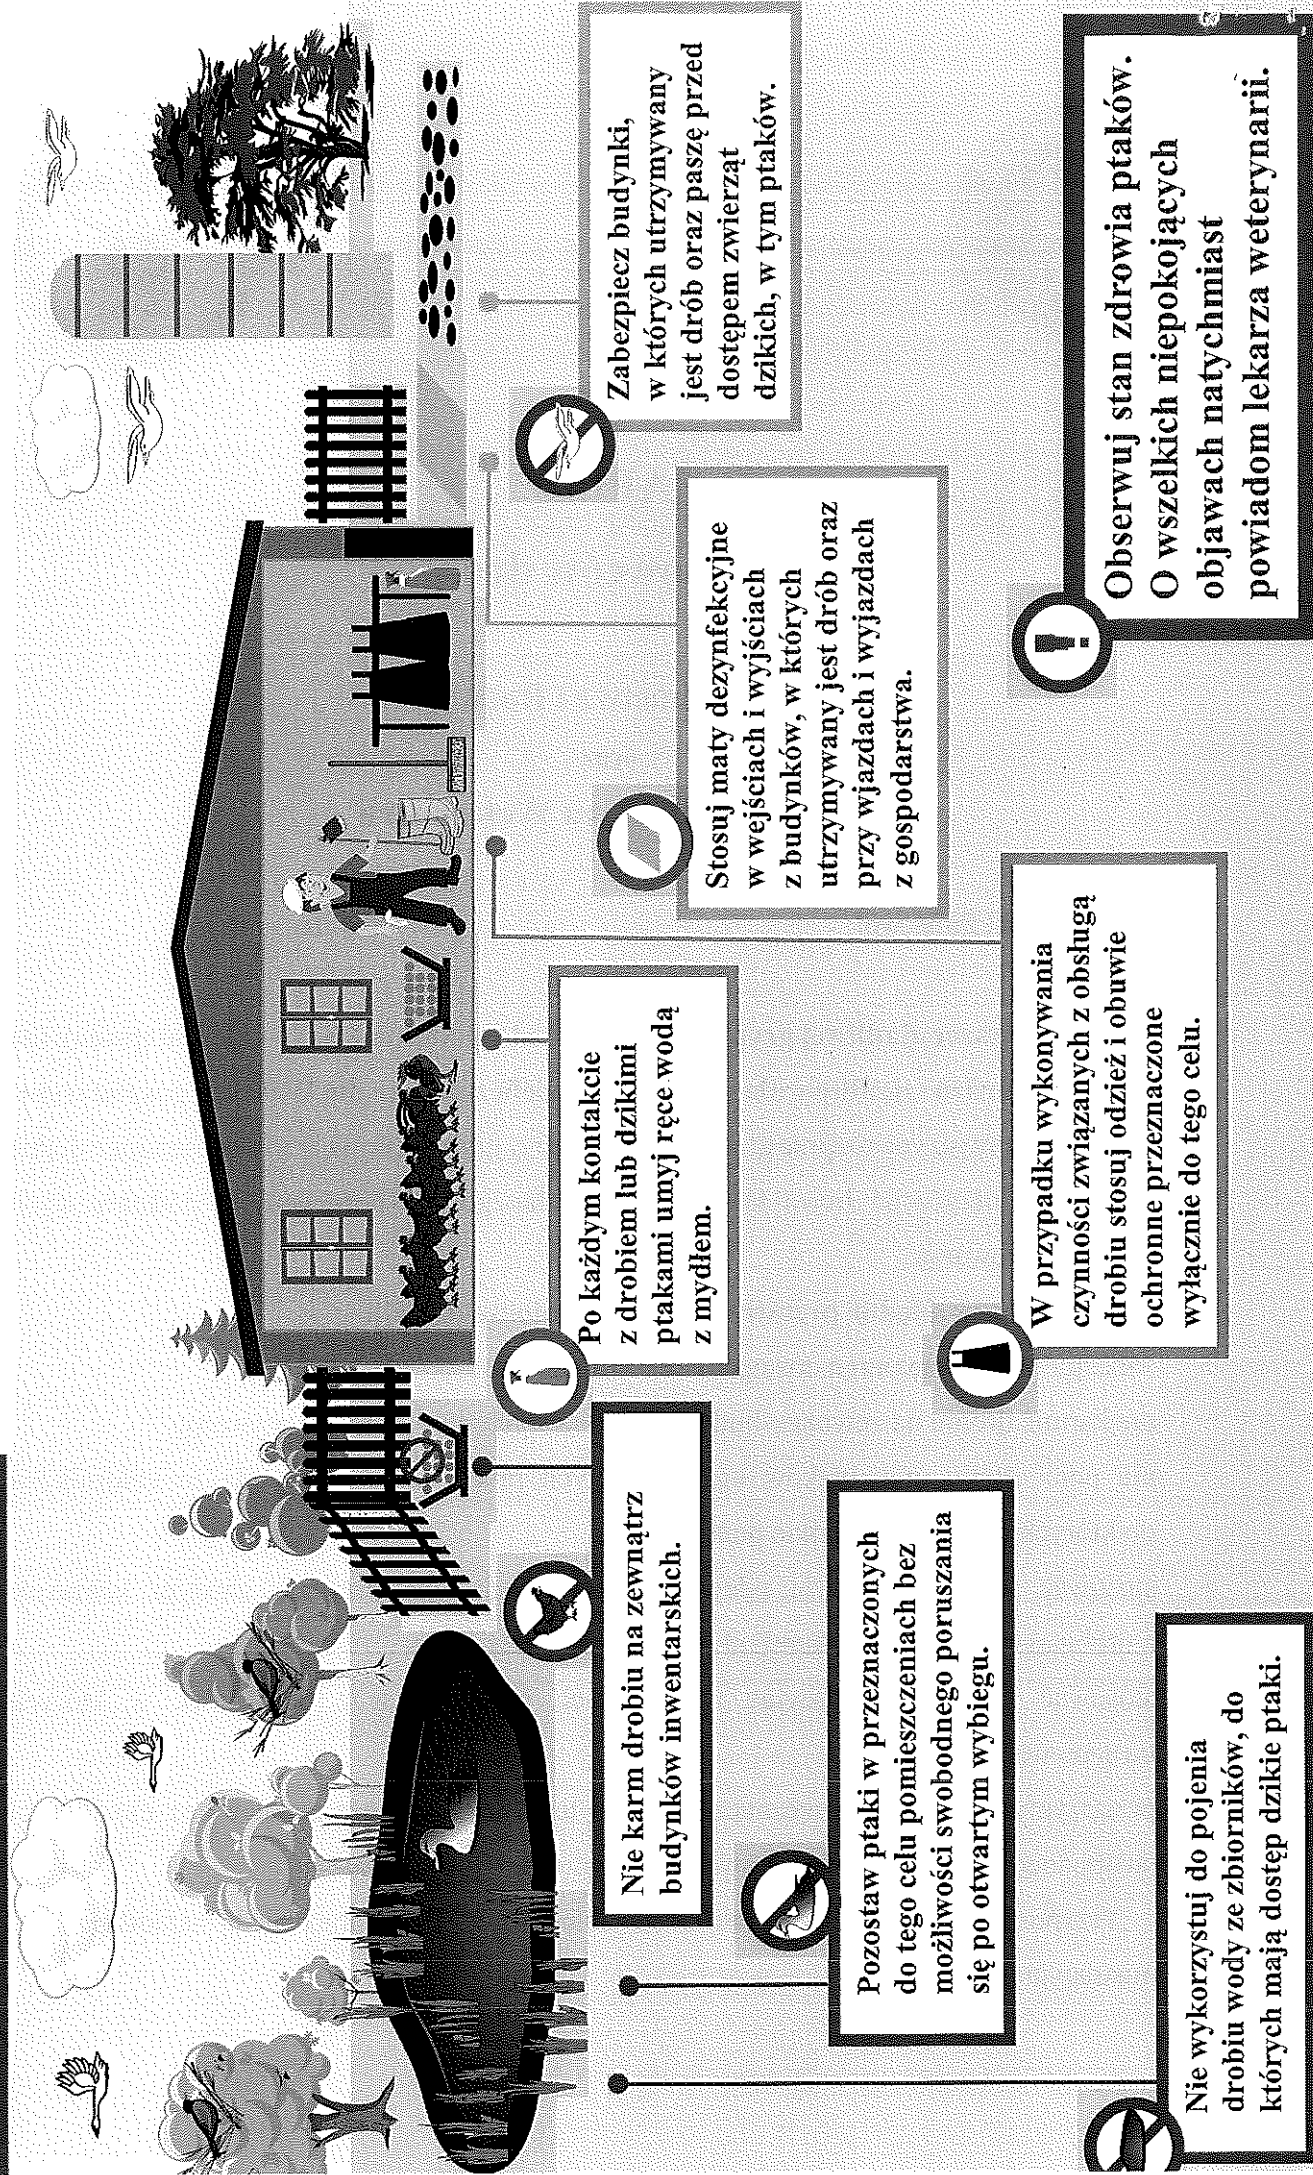 Nie karm drobiu na zewnątrz
budynków inwentarskich.
Po każdym kontakcie
z drobiem lub dzikimi
ptakami umyj ręce wodą
z mydłem.
Zabezpiecz budynki,
w których utrzymywany
jest drób oraz paszę przed
dostępem zwierząt
dzikich, w tym ptaków.
Stosuj maty dezynfekcyjne
w wejściach i wyjściach
z budynków, w których
utrzymywany jest drób oraz
przy wjazdach i wyjazdach
z gospodarstwa.
Pozostaw ptaki w przeznaczonych
do tego celu pomieszczeniach bez
możliwości swobodnego poruszania
się po otwartym wybiegu.
W przypadku wykonywania
czynności związanych z obsługą
drobiu stosuj odzież i obuwie
ochronne przeznaczone
wyłącznie do tego celu.
Nie wykorzystuj do pojenia
drobiu wody ze zbiorników, do
których mają dostęp dzikie ptaki.
Obserwuj stan zdrowia ptaków.
O wszelkich niepokojących
objawach natychmiast
powiadom lekarza weterynarii.